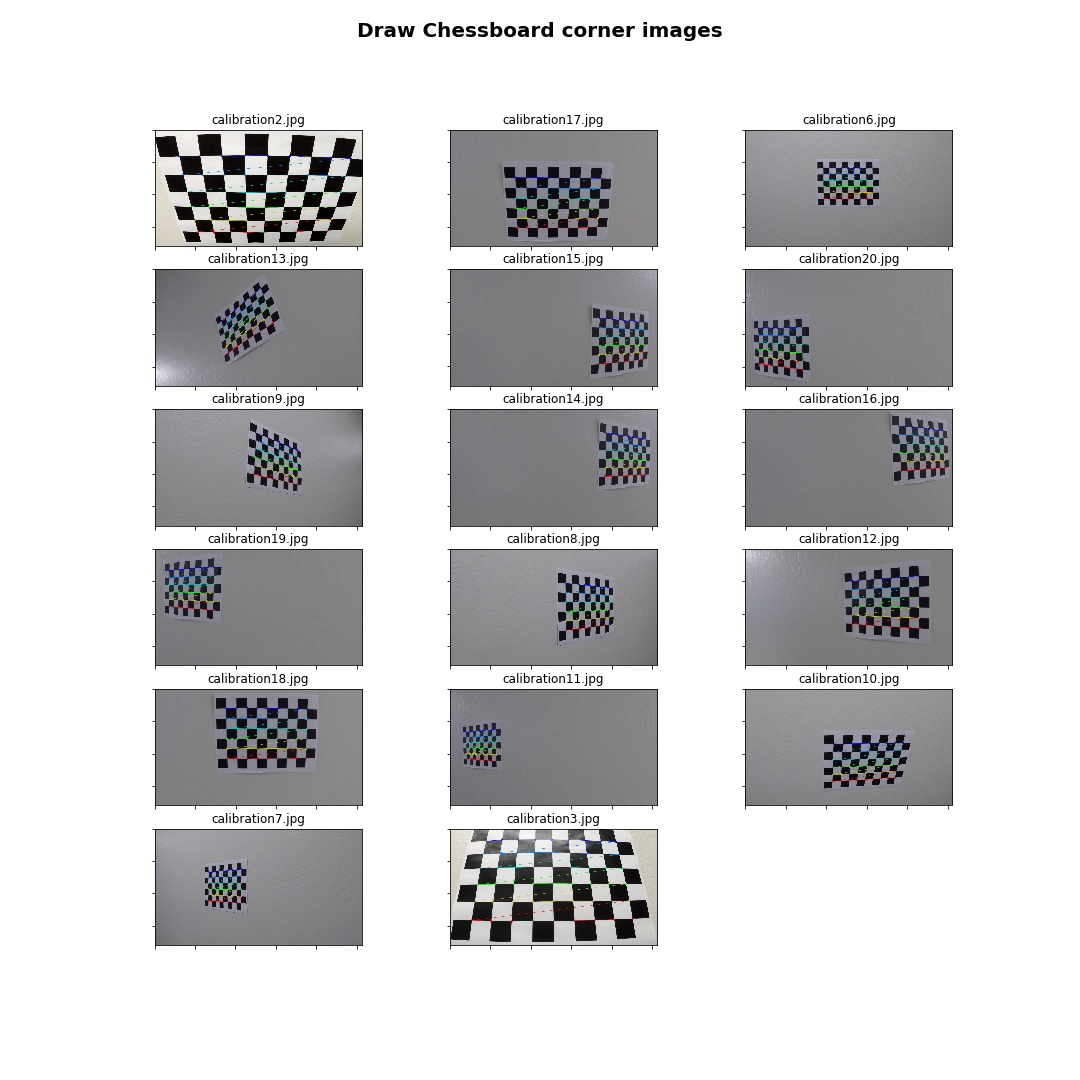 Draw Chessboard corner images
calibration2.jpg
calibration17.jpg
calibration6.jpg
calibration13.jpg
calibration15.jpg
calibration20.jpg
calibration9.jpg
calibration14.jpg
calibration16.jpg
calibration19.jpg
calibration8.jpg
calibration12.jpg
calibration18.jpg
calibration11.jpg
calibration10.jpg
calibration7.jpg
calibration3.jpg